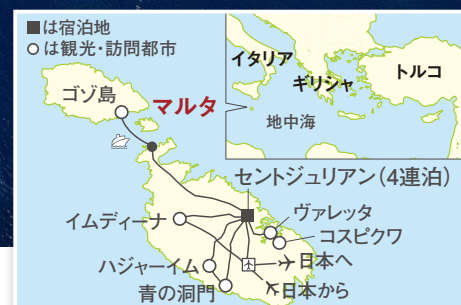 ■は宿泊地
○は観光・訪問都市
イタリア
ギリシャ
トルコ
地中海
ゴゾ島
マルタ
セントジュリアン(4連泊)
ヴァレッタ
イムディーナ
コスピクワ
ハジャーイム
日本へ
青の洞門
日本から